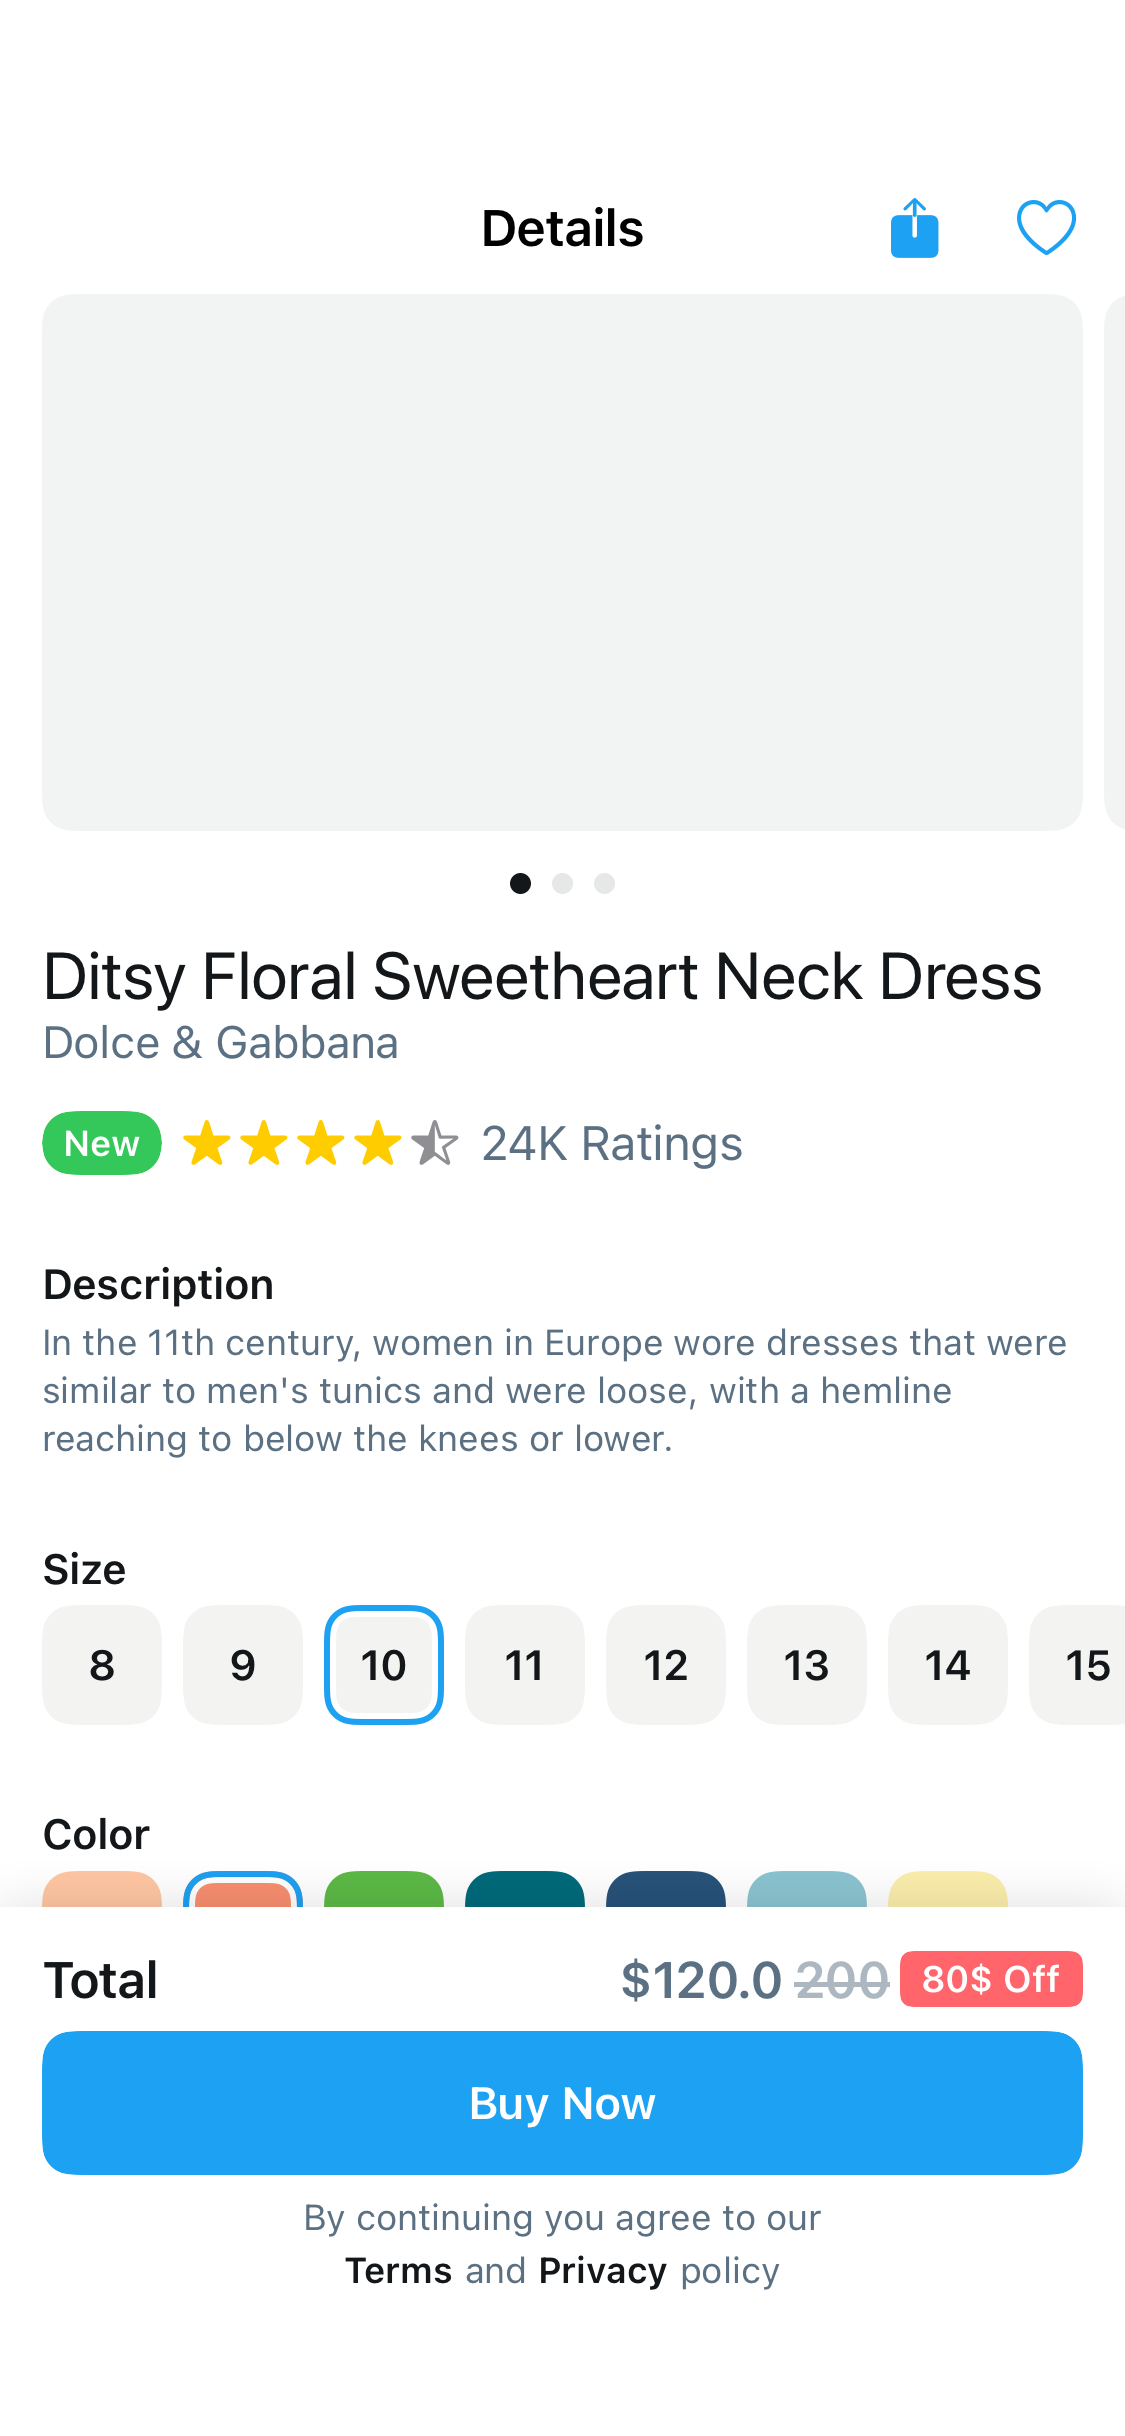 Details
Ditsy Floral Sweetheart Neck Dress
Dolce & Gabbana
New 24K Ratings
Description
In the 11th century, women in Europe wore dresses that were
similar to men's tunics and were loose, with a hemline
reaching to below the knees or lower.
Size
8 9 10 11 12 13 14 15
Color
Total $120.0 200 80$ Off
Buy Now
By continuing you agree to our
Terms and Privacy policy